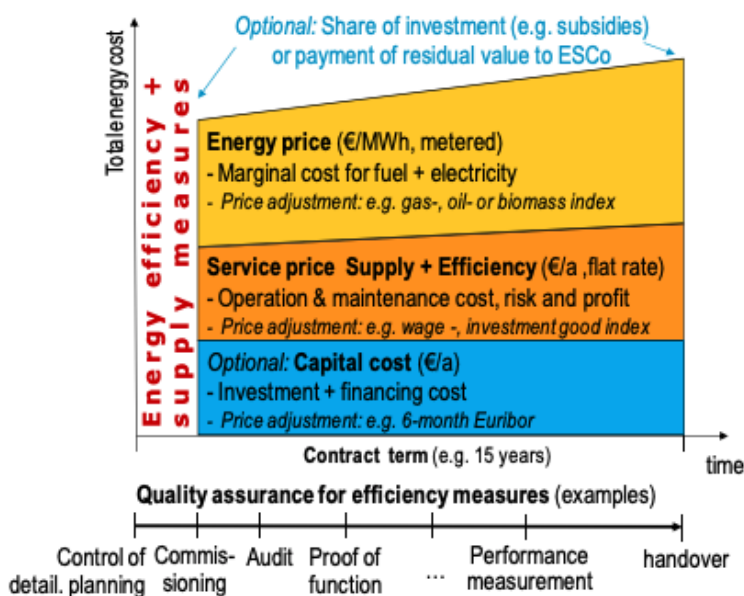 Optional: Share of investment (e.g. subsidies)
or payment of residual value to ESCo
Total energy cost
Energy efficiency +
supply measures
Energy price (€/MWh, metered)
- Marginal cost for fuel + electricity
- Price adjustment: e.g. gas-, oil- or biomass index
Service price Supply + Efficiency (€/a ,flat rate)
- Operation & maintenance cost, risk and profit
- Price adjustment: e.g. wage -, investment good index
Optional: Capital cost (€/a)
- Investment + financing cost
- Price adjustment: e.g. 6-month Euribor
Contract term (e.g. 15 years)
time
Quality assurance for efficiency measures (examples)
Control of
detail. planning
Commis-
sioning
Audit
Proof of
function
...
Performance
measurement
handover